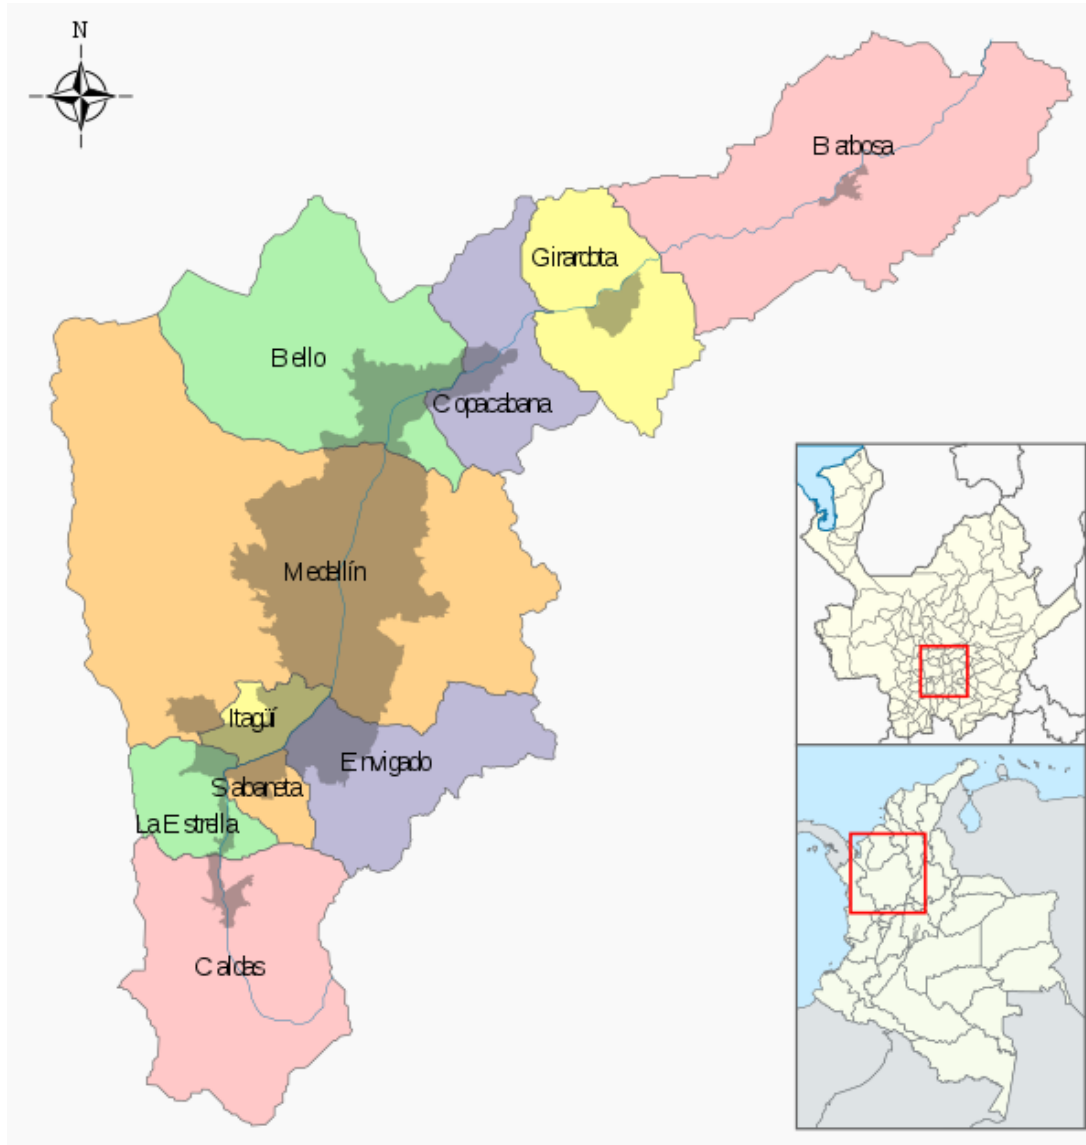 N
Barbosa
Girardota
Bello
Copacabana
Medellín
Itagüí
Envigado
Sabaneta
La Estrella
Caldas